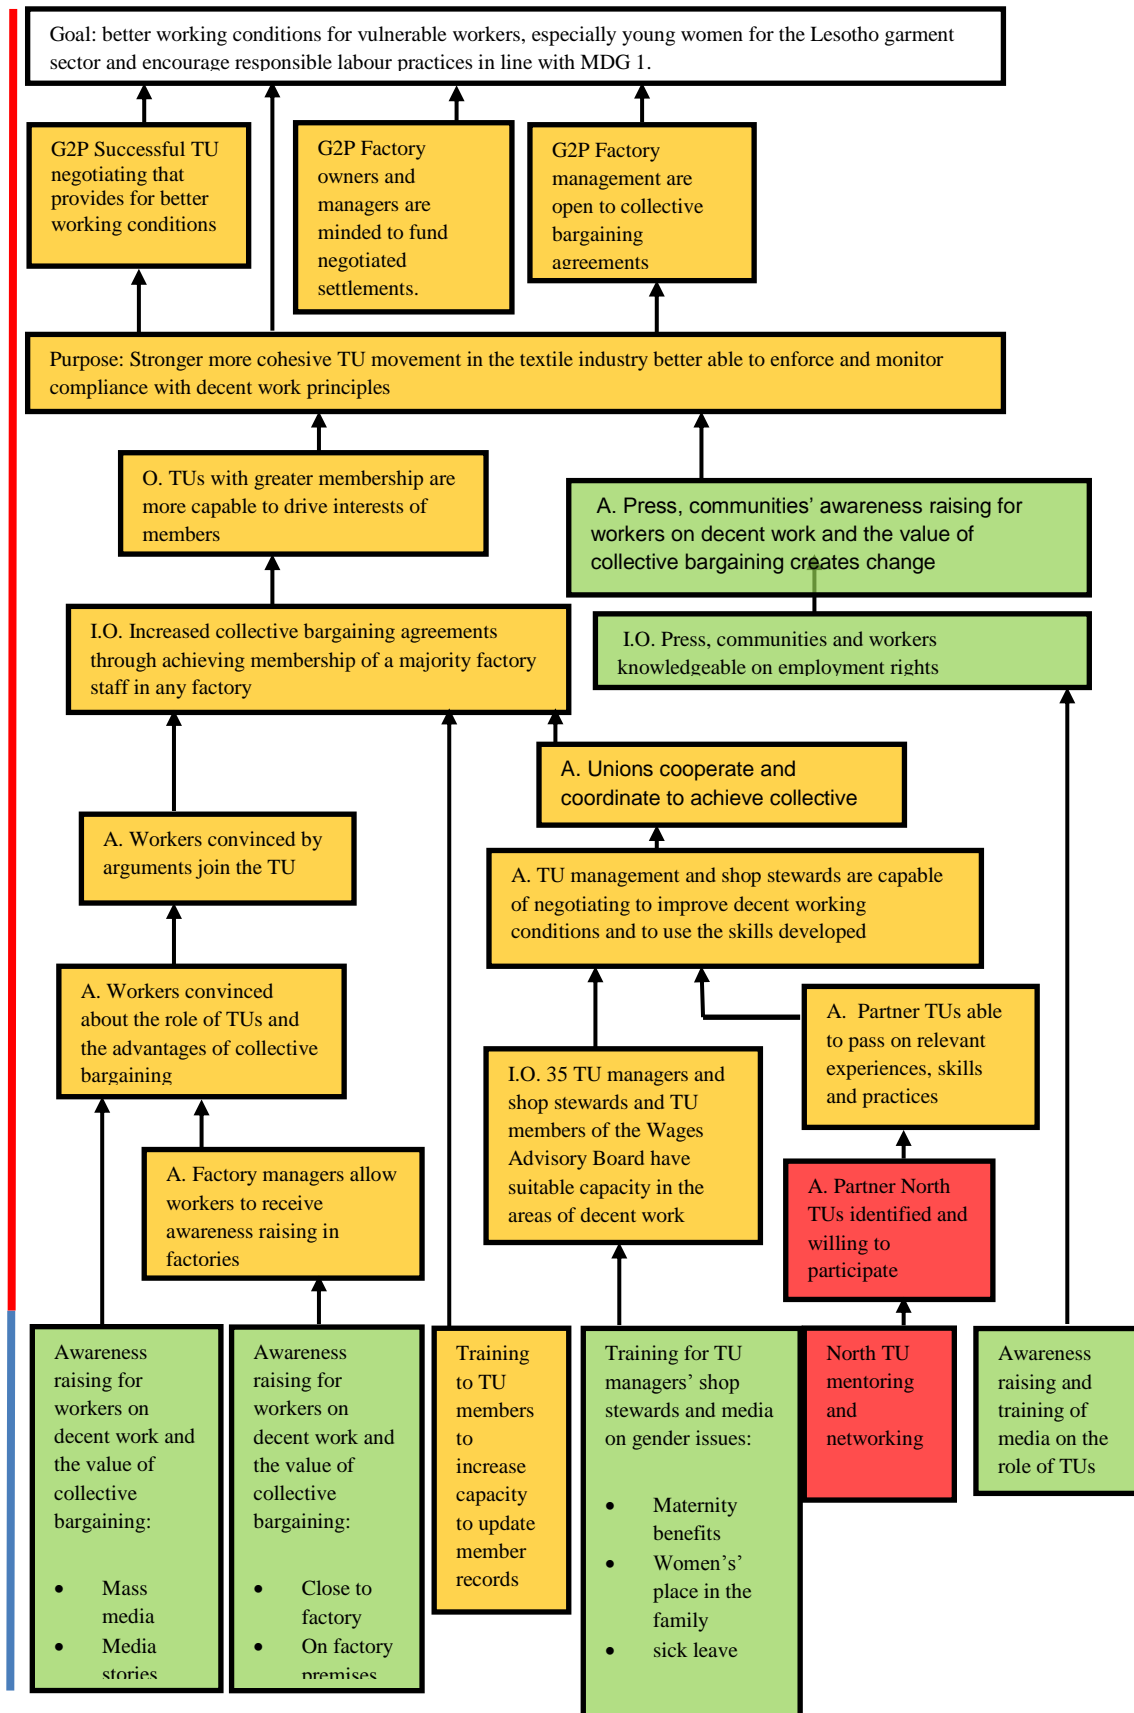 Goal: better working conditions for vulnerable workers, especially young women for the Lesotho garment
sector and encourage responsible labour practices in line with MDG 1.
G2P Successful TU
negotiating that
provides for better
working conditions
G2P Factory
owners and
managers are
minded to fund
negotiated
settlements.
G2P Factory
management are
open to collective
bargaining
agreements
Purpose: Stronger more cohesive TU movement in the textile industry better able to enforce and monitor
compliance with decent work principles
O. TUs with greater membership are
more capable to drive interests of
members
A. Press, communities’ awareness raising for
workers on decent work and the value of
collective bargaining creates change
I.O. Increased collective bargaining agreements
through achieving membership of a majority factory
staff in any factory
I.O. Press, communities and workers
knowledgeable on employment rights
A. Unions cooperate and
coordinate to achieve collective
A. Workers convinced by
arguments join the TU
A. TU management and shop stewards are capable
of negotiating to improve decent working
conditions and to use the skills developed
A. Workers convinced
about the role of TUs and
the advantages of collective
bargaining
A. Partner TUs able
to pass on relevant
experiences, skills
and practices
I.O. 35 TU managers and
shop stewards and TU
members of the Wages
Advisory Board have
suitable capacity in the
areas of decent work
A. Factory managers allow
workers to receive
awareness raising in
factories
A. Partner North
TUs identified and
willing to
participate
Awareness
raising for
workers on
decent work and
the value of
collective
bargaining:
• Mass
media
• Media
stories
Awareness
raising for
workers on
decent work and
the value of
collective
bargaining:
• Close to
factory
• On factory
premises
Training
to TU
members
to
increase
capacity
to update
member
records
Training for TU
managers’ shop
stewards and media
on gender issues:
• Maternity
benefits
• Women’s’
place in the
family
• sick leave
North TU
mentoring
and
networking
Awareness
raising and
training of
media on the
role of TUs